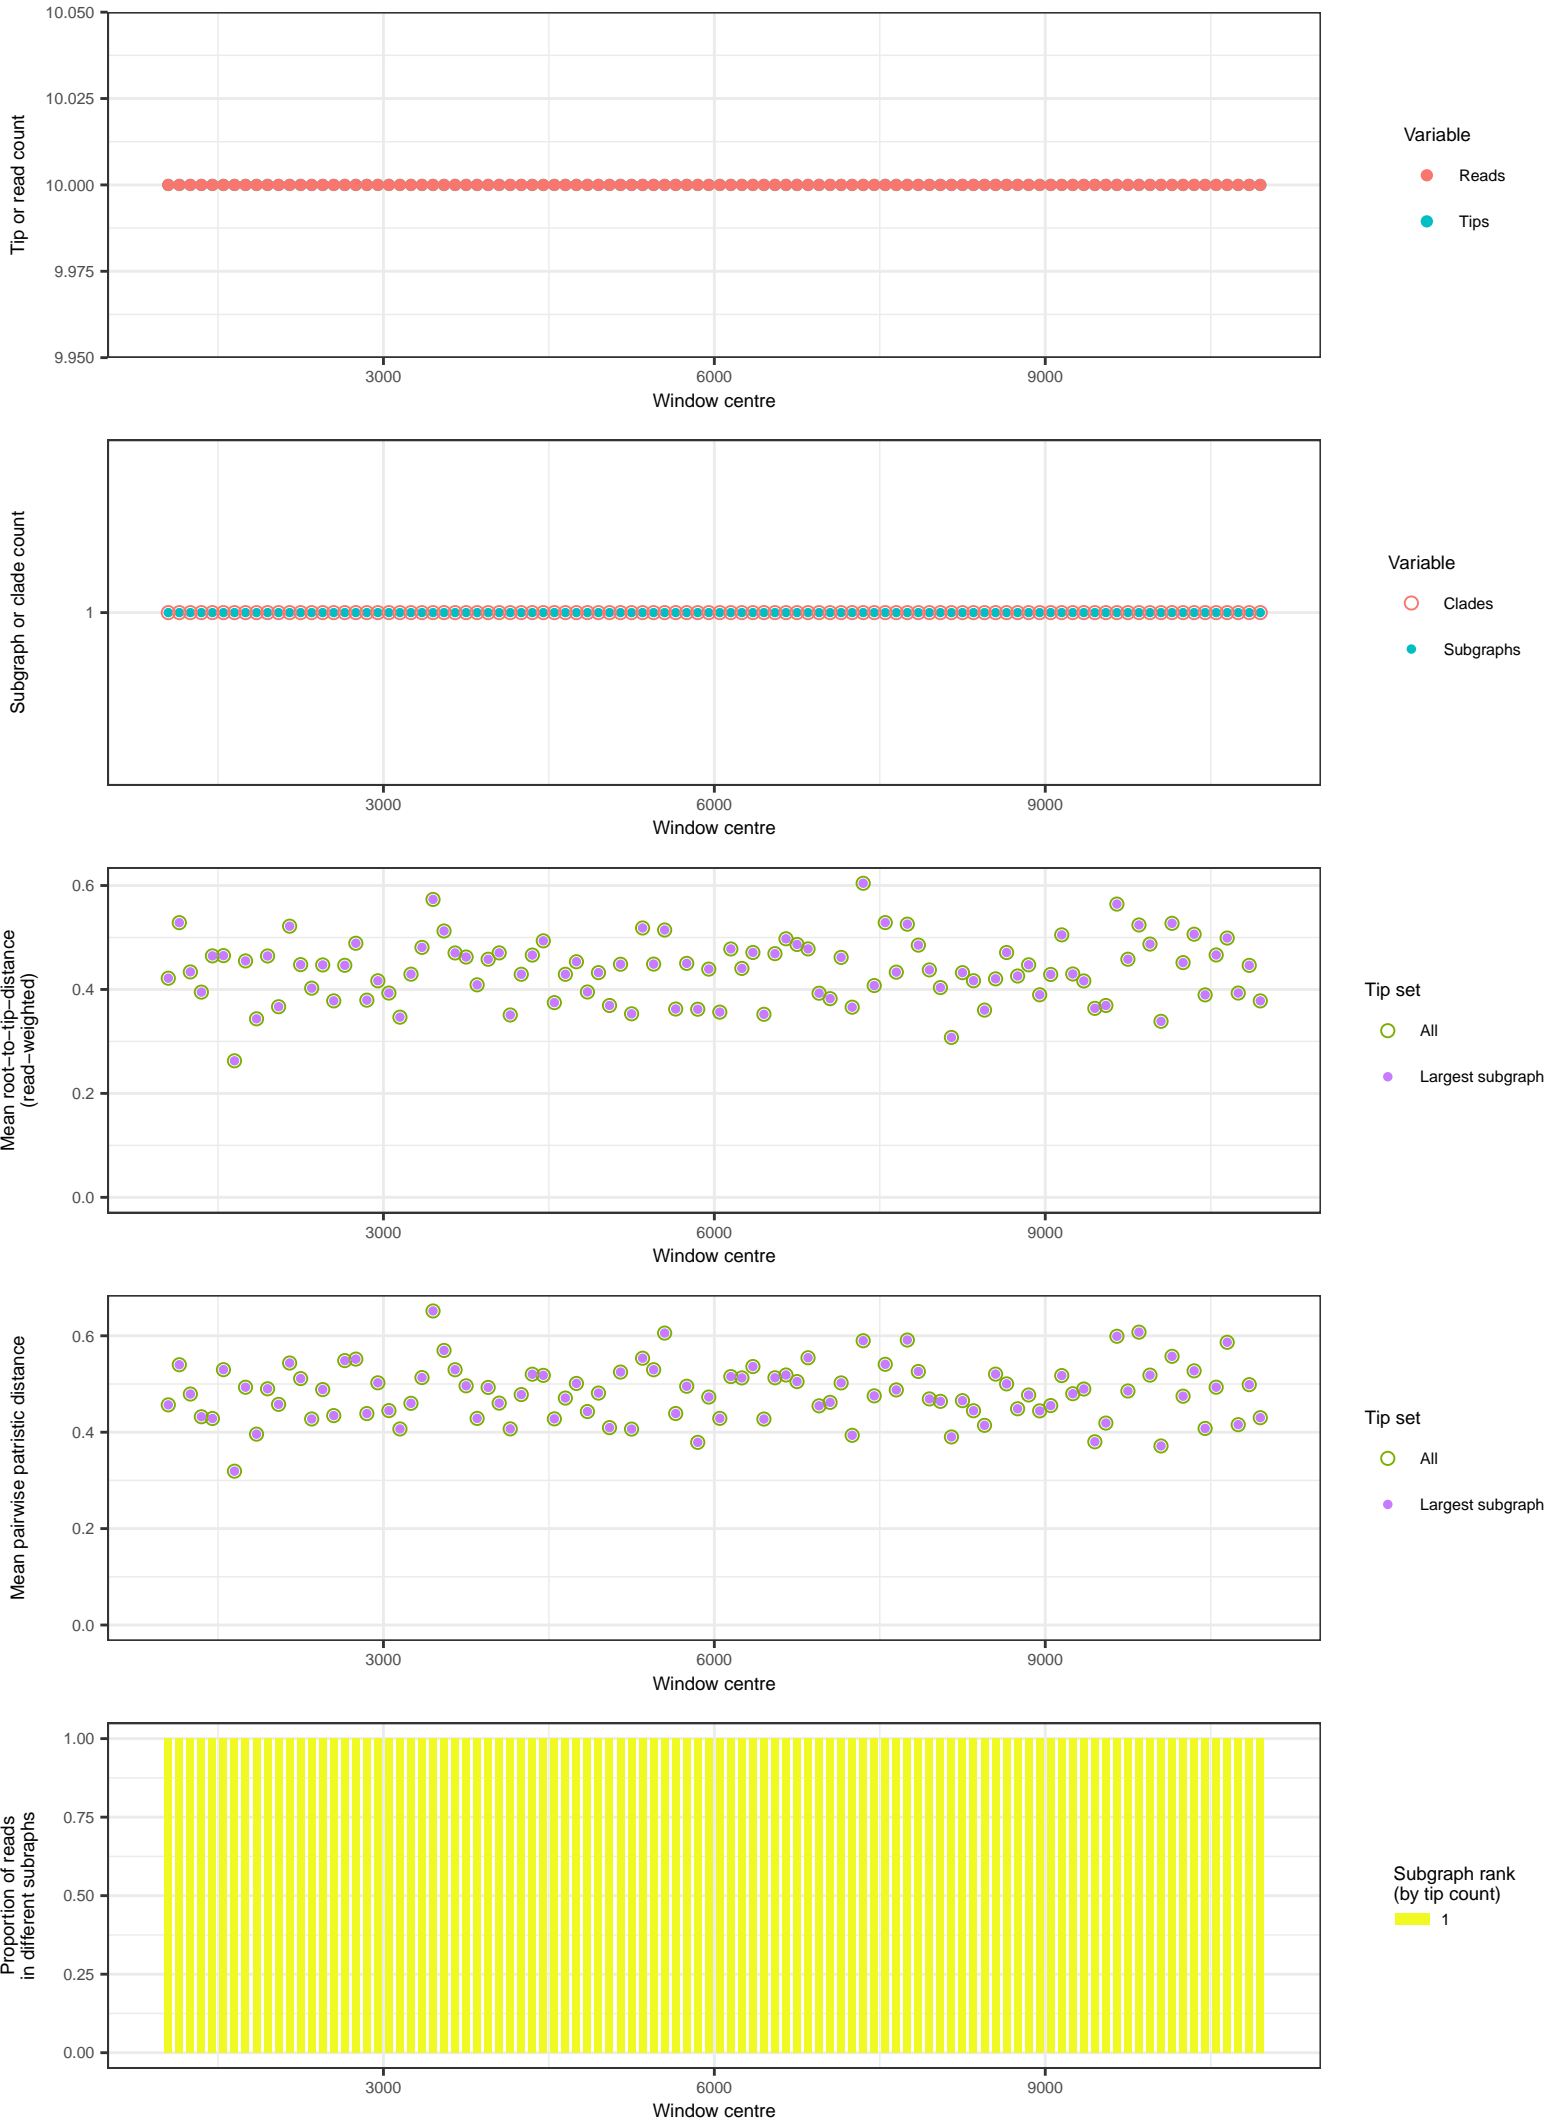 10.050
10.025
10.000
9.975
9.950
Tip or read count
3000
6000
9000
Window centre
Variable
Reads
Tips
1
Subgraph or clade count
3000
6000
9000
Window centre
Variable
Clades
Subgraphs
0.6
0.4
0.2
0.0
Mean root−to−tip−distance
(read−weighted)
3000
6000
9000
Window centre
Tip set
All
Largest subgraph
0.6
0.4
0.2
0.0
Mean pairwise patristic distance
3000
6000
9000
Window centre
Tip set
All
Largest subgraph
1.00
0.75
0.50
0.25
0.00
Proportion of reads
in different subraphs
3000
6000
9000
Window centre
Subgraph rank
(by tip count)
1